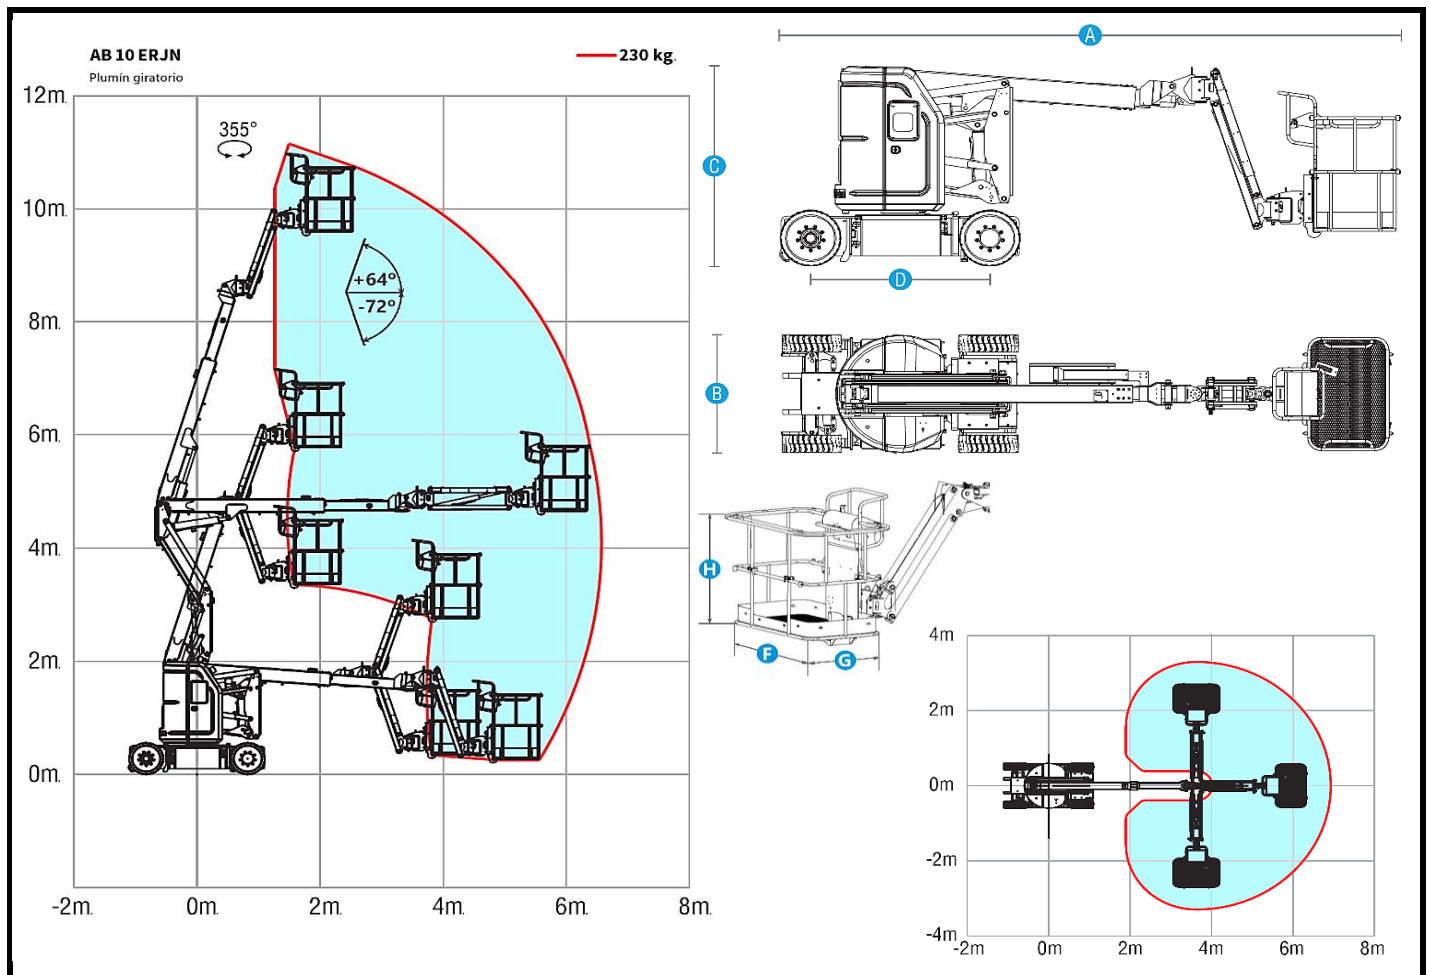 AB 10 ERJN
Plumín giratorio
230 kg.
12m.
10m.
8m.
6m.
4m.
2m.
0m.
-2m.
0m.
2m.
4m.
6m.
8m.
355°
+64°
-72°
A
C
D
B
H
F
G
4m
2m
0m
-2m
-4m
-2m
0m
2m
4m
6m
8m